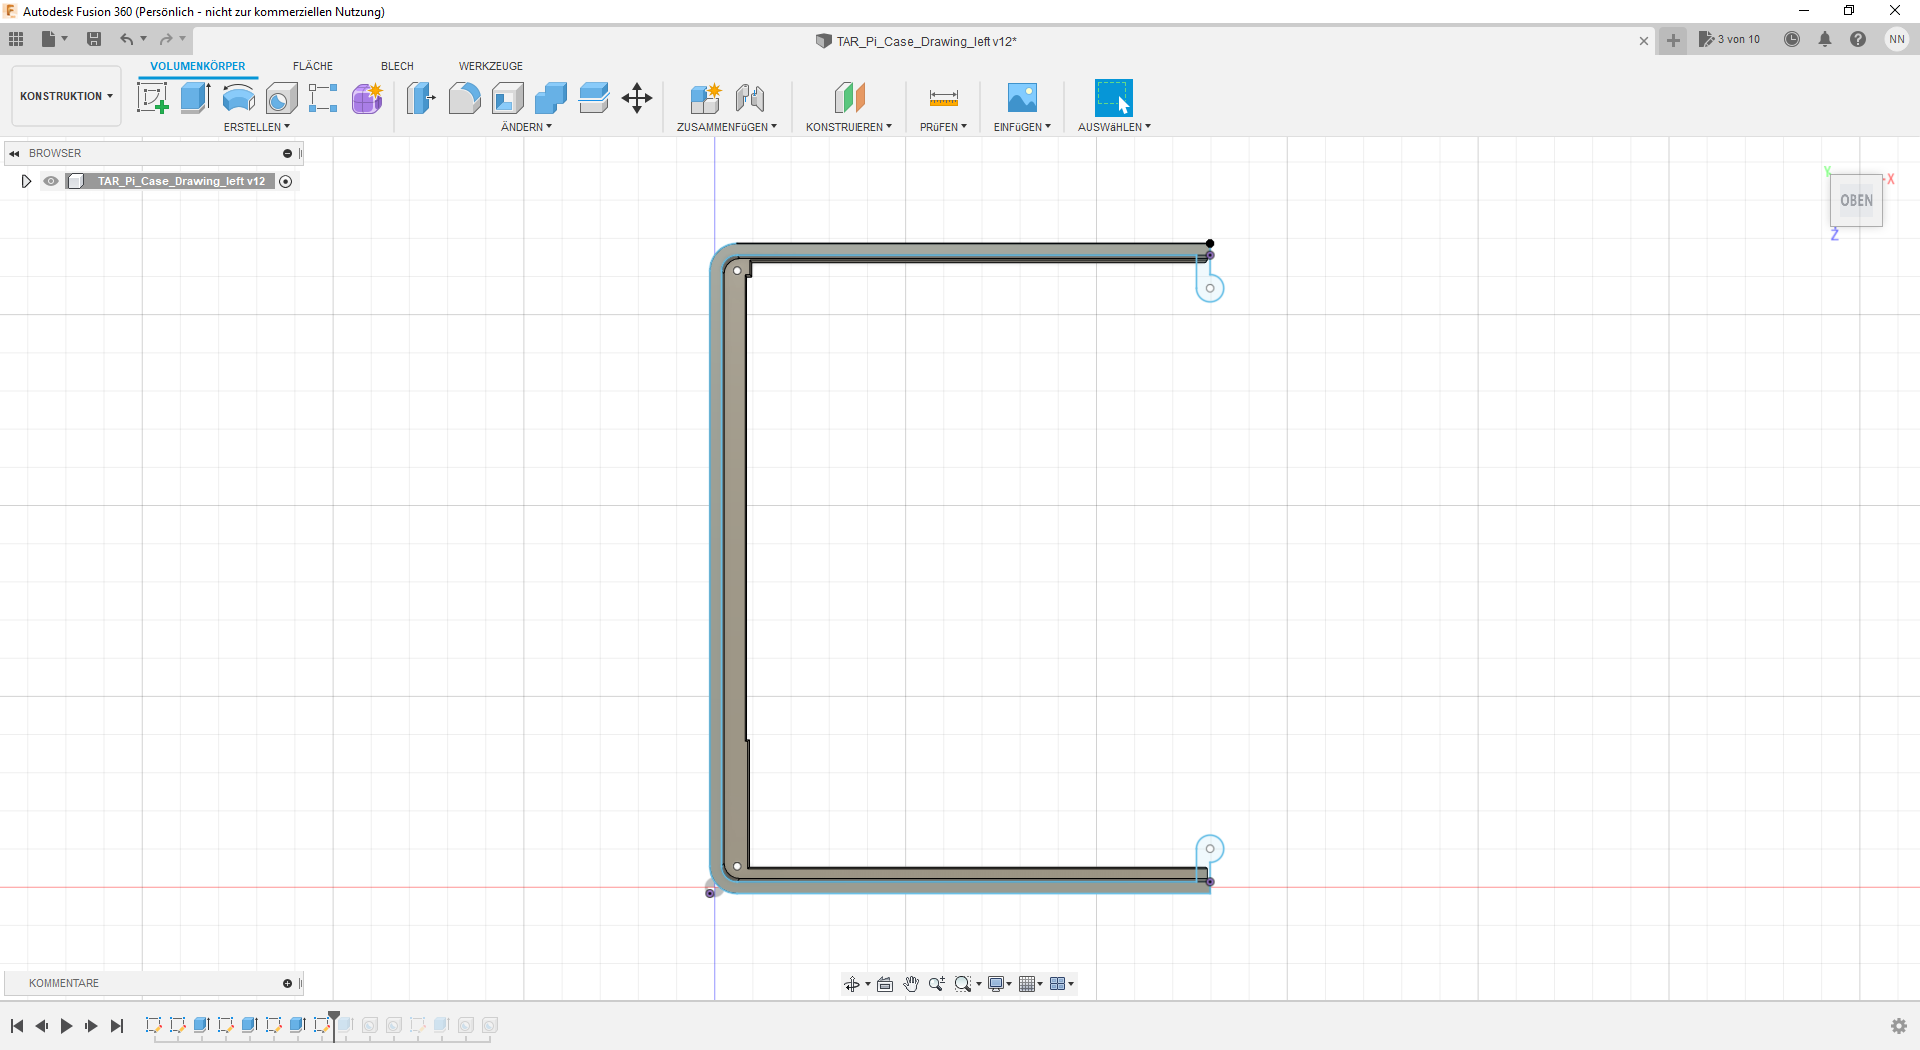 Autodesk Fusion 360 (Persönlich - nicht zur kommerziellen Nutzung)
TAR_Pi_Case_Drawing_left v12*
3 von 10
NN
KONSTRUKTION
VOLUMENKÖRPER
FLÄCHE
BLECH
WERKZEUGE
ERSTELLEN
ÄNDERN
ZUSAMMENFüGEN
KONSTRUIEREN
PRüFEN
EINFüGEN
AUSWäHLEN
BROWSER
TAR_Pi_Case_Drawing_left v12
Y
X
OBEN
Z
KOMMENTARE